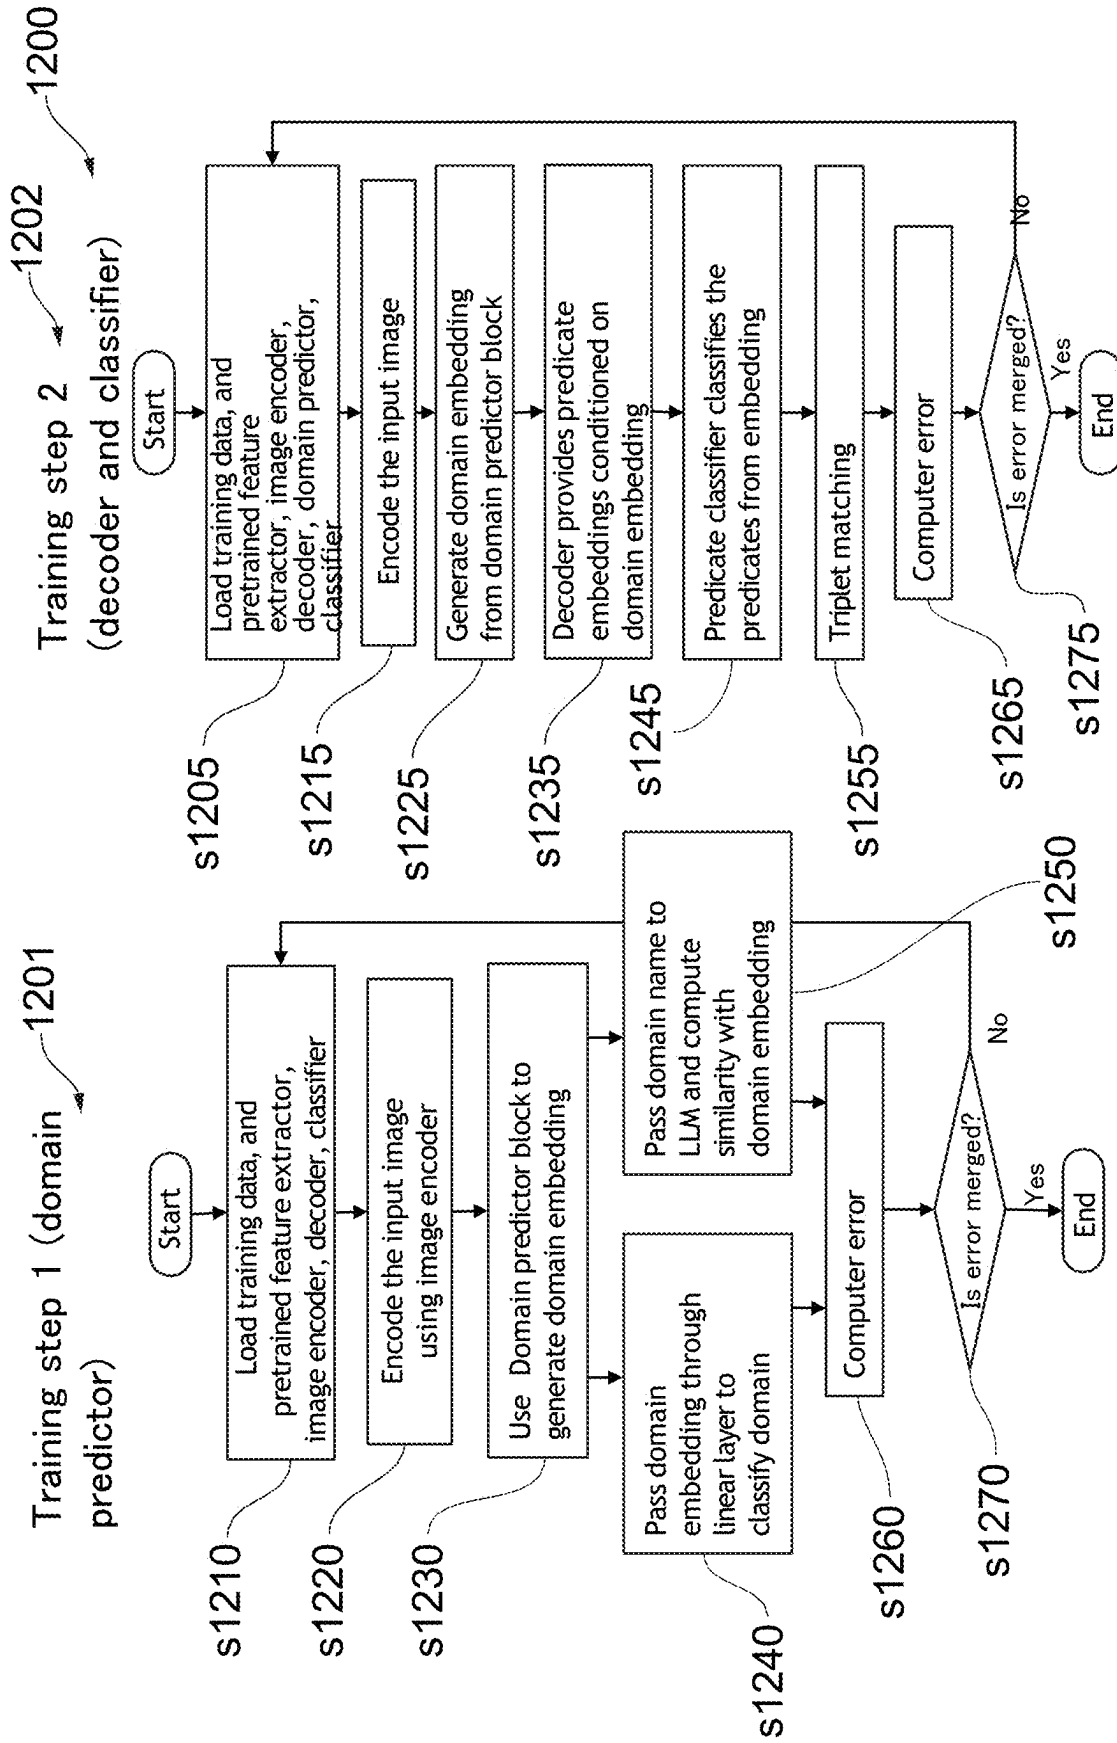 Training step 1 (domain
predictor)
1201
Start
Load training data, and
pretrained feature extractor,
image encoder, decoder, classifier
s1210
Encode the input image
using image encoder
s1220
Use Domain predictor block to
generate domain embedding
s1230
Pass domain
embedding through
linear layer to
classify domain
s1240
Pass domain name to
LLM and compute
similarity with
domain embedding
s1250
Computer error
s1260
Is error merged?
s1270
No
Yes
End
Training step 2
(decoder and classifier)
1202
1200
Start
Load training data, and
pretrained feature
extractor, image encoder,
decoder, domain predictor,
classifier
s1205
Encode the input image
s1215
Generate domain embedding
from domain predictor block
s1225
Decoder provides predicate
embeddings conditioned on
domain embedding
s1235
Predicate classifier classifies the
predicates from embedding
s1245
Triplet matching
s1255
Computer error
s1265
Is error merged?
s1275
No
Yes
End